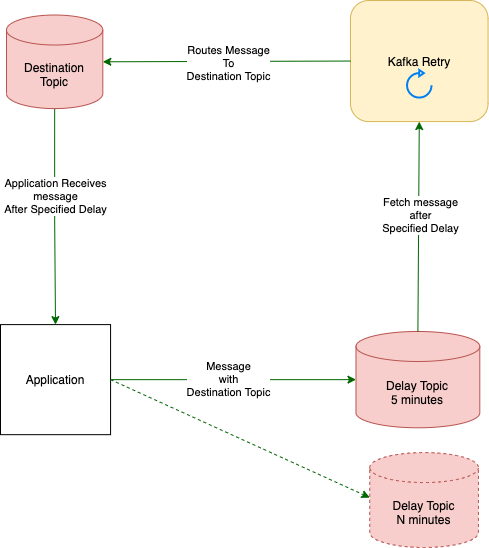 Destination
Topic
Routes Message
To
Destination Topic
Kafka Retry
Application Receives
message
After Specified Delay
Fetch message
after
Specified Delay
Application
Message
with
Destination Topic
Delay Topic
5 minutes
Delay Topic
N minutes